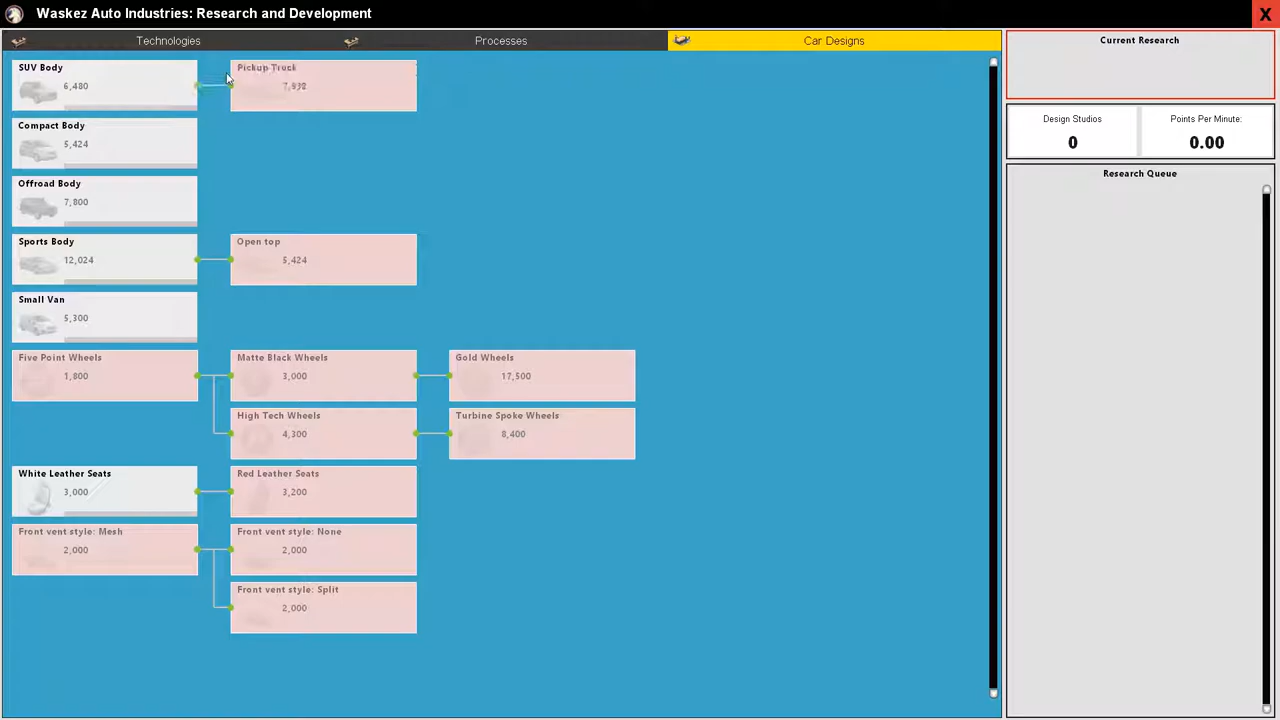 Waskez Auto Industries: Research and Development
X
Technologies
Processes
Car Designs
Current Research
SUV Body
6,480
Pickup Truck
7,938
Compact Body
5,424
Design Studios
0
Points Per Minute:
0.00
Offroad Body
7,800
Research Queue
Sports Body
12,024
Open top
5,424
Small Van
5,300
Five Point Wheels
1,800
Matte Black Wheels
3,000
Gold Wheels
17,500
High Tech Wheels
4,300
Turbine Spoke Wheels
8,400
White Leather Seats
3,000
Red Leather Seats
3,200
Front vent style: Mesh
2,000
Front vent style: None
2,000
Front vent style: Split
2,000